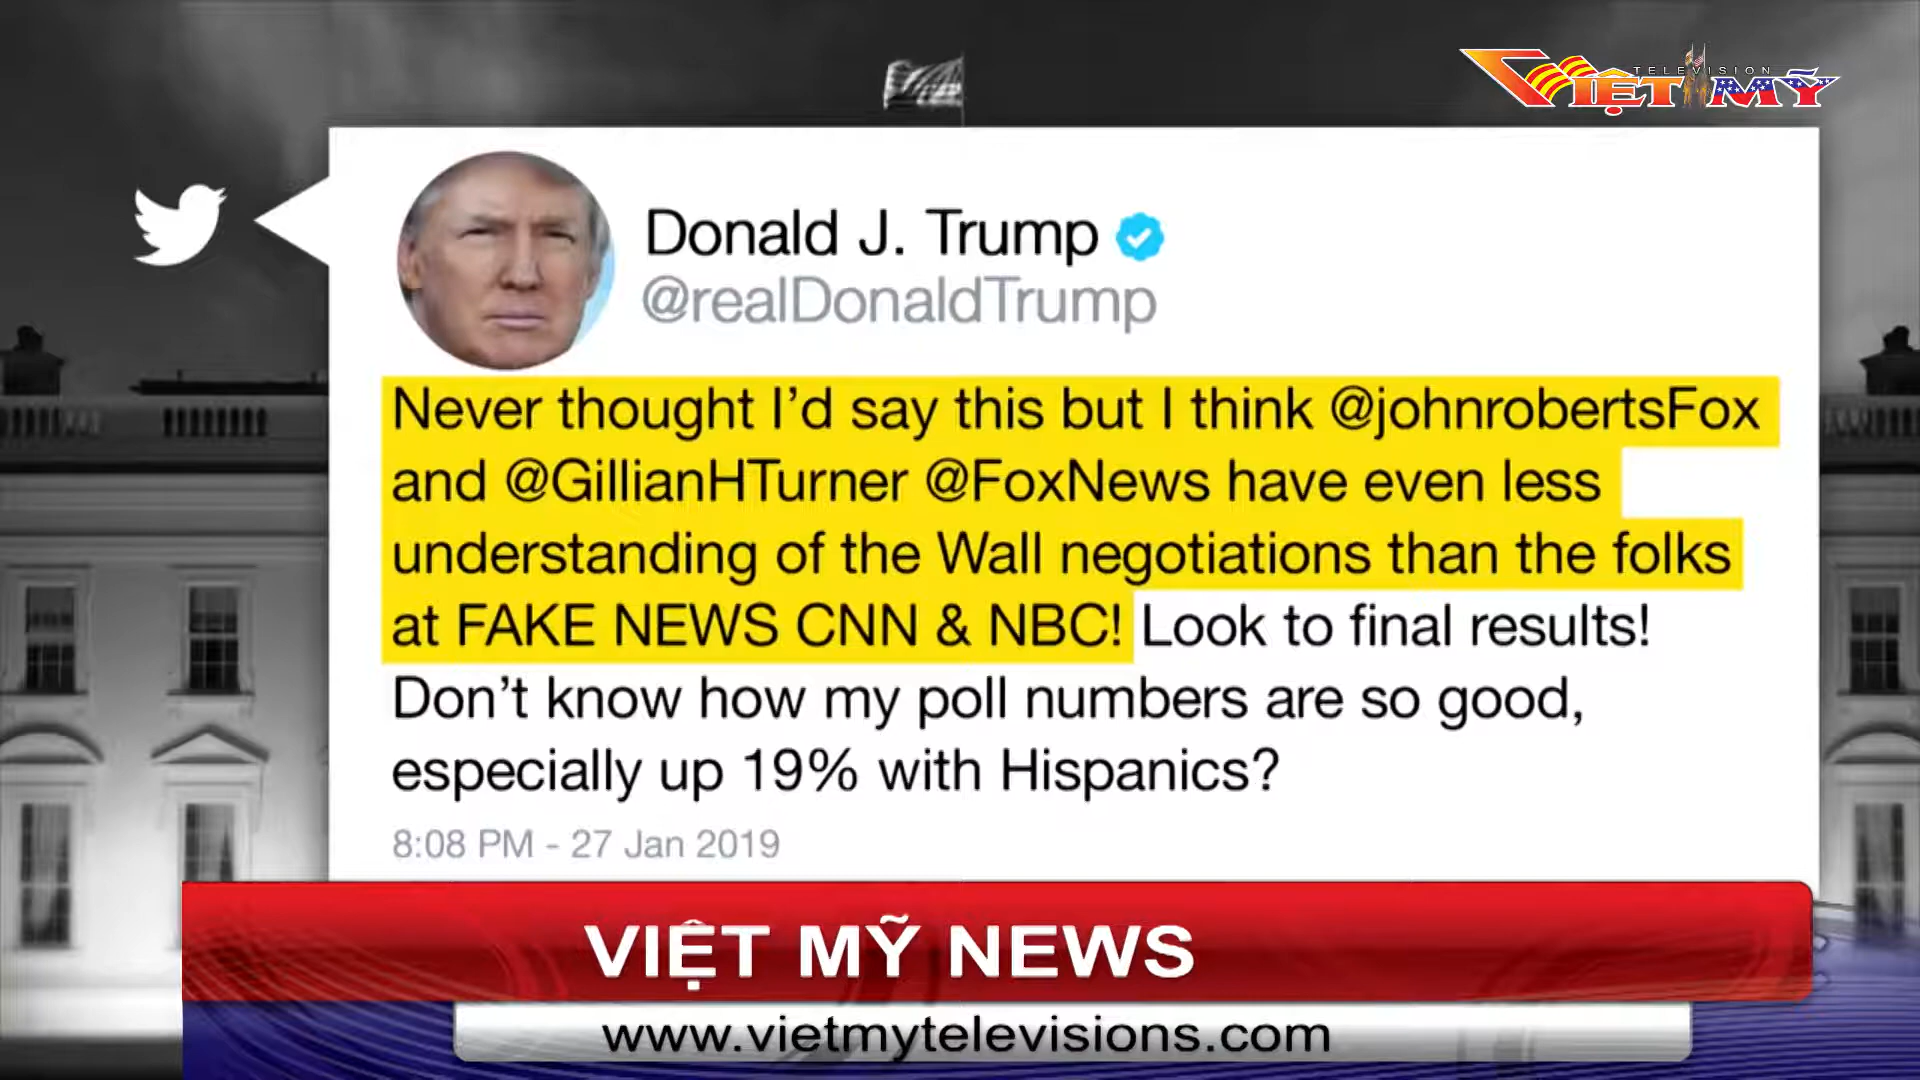 TELEVISION
VIỆT MỸ
Donald J. Trump
@realDonaldTrump
Never thought I’d say this but I think @johnrobertsFox
and @GillianHTurner @FoxNews have even less
understanding of the Wall negotiations than the folks
at FAKE NEWS CNN & NBC! Look to final results!
Don’t know how my poll numbers are so good,
especially up 19% with Hispanics?
8:08 PM - 27 Jan 2019
VIỆT MỸ NEWS
www.vietmytelevisions.com